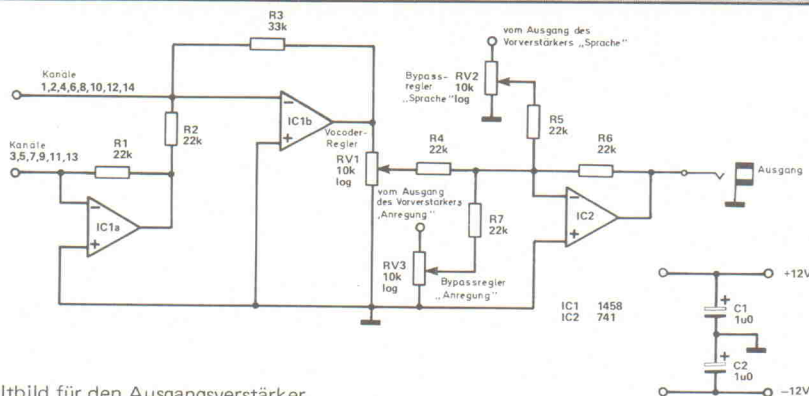 R3
33k
Kanäle
1,2,4,6,8,10,12,14
R2
22k
Kanäle
3,5,7,9,11,13
R1
22k
IC1a
IC1b
Vocoder-
Regler
RV1
10k
log
R4
22k
vom Ausgang des
Vorverstärkers „Sprache"
Bypass-
regler
„Sprache"
RV2
10k
log
R5
22k
R6
22k
IC2
Ausgang
vom Ausgang
des Vorverstärkers
„Anregung"
R7
22k
RV3
10k
log
Bypassregler
„Anregung"
IC1 1458
IC2 741
+12V
C1
1u0
C2
1u0
−12V
ltbild für den Ausgangsverstärker